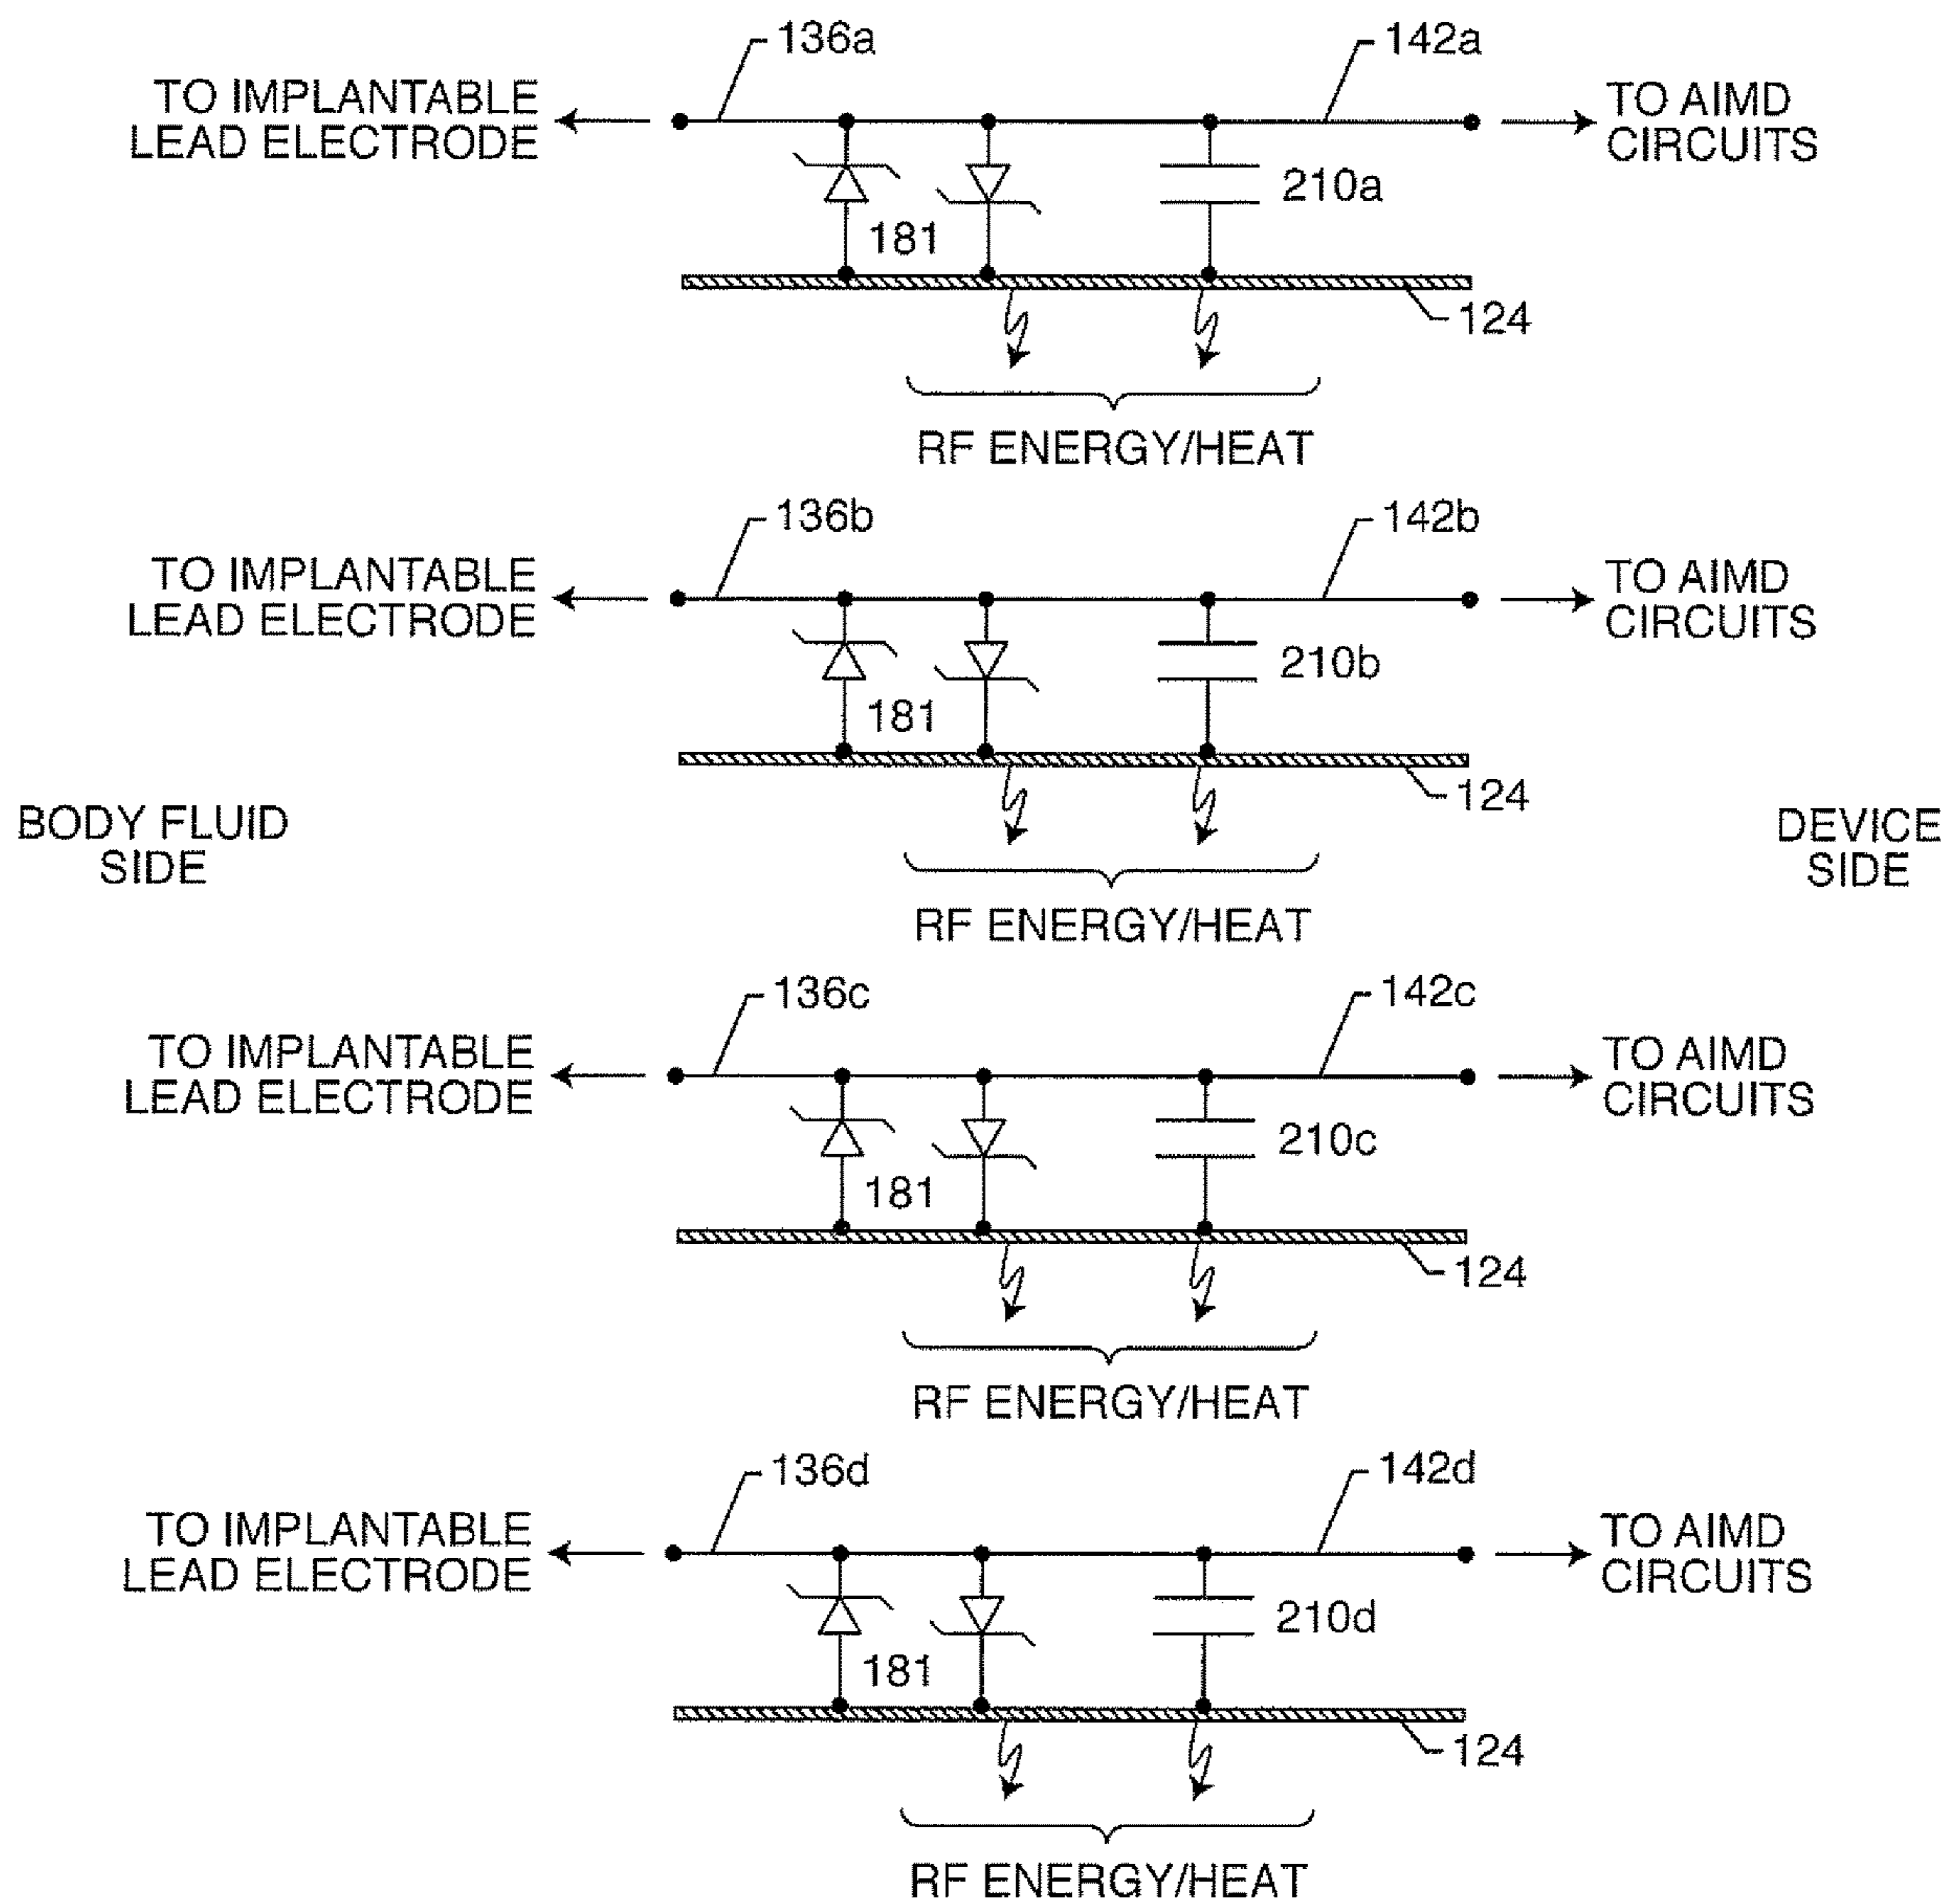 136a
142a
TO IMPLANTABLE
LEAD ELECTRODE
TO AIMD
CIRCUITS
210a
181
124
RF ENERGY/HEAT
136b
142b
TO IMPLANTABLE
LEAD ELECTRODE
TO AIMD
CIRCUITS
210b
181
124
BODY FLUID
SIDE
DEVICE
SIDE
RF ENERGY/HEAT
136c
142c
TO IMPLANTABLE
LEAD ELECTRODE
TO AIMD
CIRCUITS
210c
181
124
RF ENERGY/HEAT
136d
142d
TO IMPLANTABLE
LEAD ELECTRODE
TO AIMD
CIRCUITS
210d
181
124
RF ENERGY/HEAT